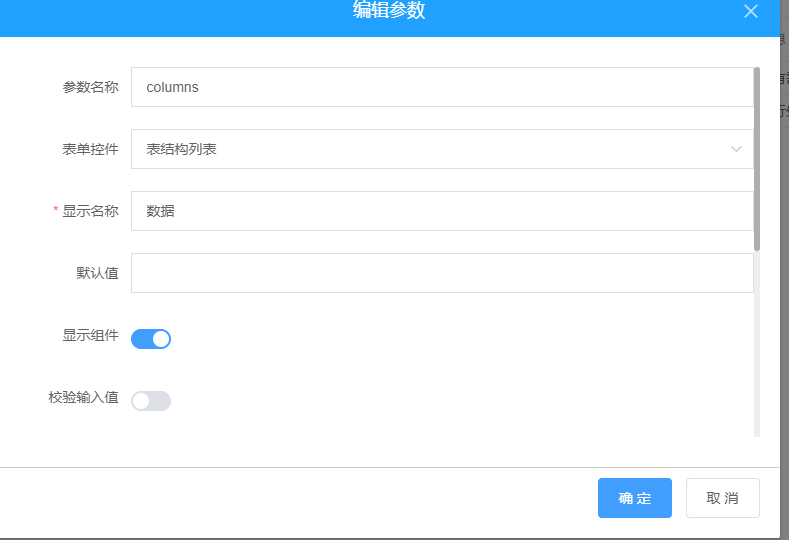 编辑参数
参数名称 columns
表单控件 表结构列表
* 显示名称 数据
默认值
显示组件
校验输入值
确 定 取 消